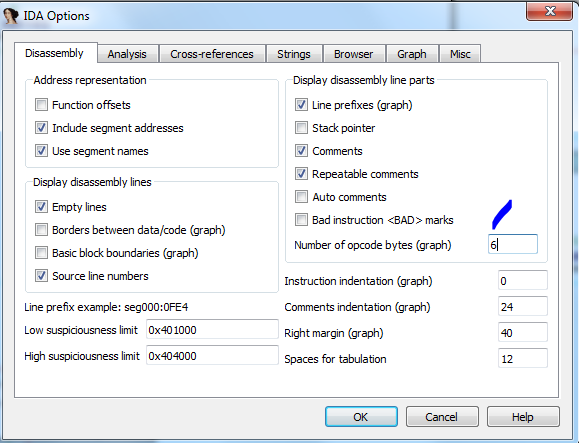 IDA Options
Disassembly Analysis Cross-references Strings Browser Graph Misc
Address representation
Function offsets
Include segment addresses
Use segment names
Display disassembly lines
Empty lines
Borders between data/code (graph)
Basic block boundaries (graph)
Source line numbers
Line prefix example: seg000:0FE4
Low suspiciousness limit 0x401000
High suspiciousness limit 0x404000
Display disassembly line parts
Line prefixes (graph)
Stack pointer
Comments
Repeatable comments
Auto comments
Bad instruction <BAD> marks
Number of opcode bytes (graph) 6
Instruction indentation (graph) 0
Comments indentation (graph) 24
Right margin (graph) 40
Spaces for tabulation 12
OK Cancel Help